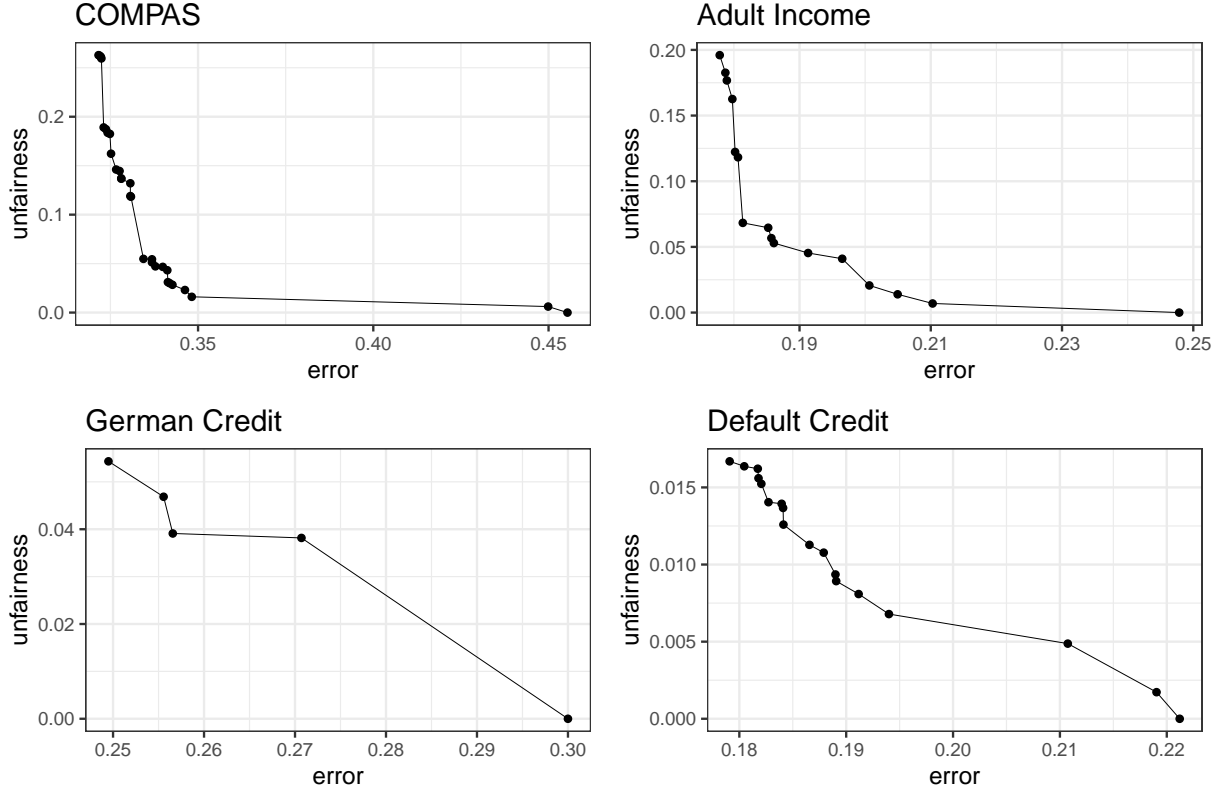 COMPAS
unfairness
0.2
0.1
0.0
0.35 0.40 0.45
error
Adult Income
unfairness
0.20
0.15
0.10
0.05
0.00
0.19 0.21 0.23 0.25
error
German Credit
unfairness
0.04
0.02
0.00
0.25 0.26 0.27 0.28 0.29 0.30
error
Default Credit
unfairness
0.015
0.010
0.005
0.000
0.18 0.19 0.20 0.21 0.22
error